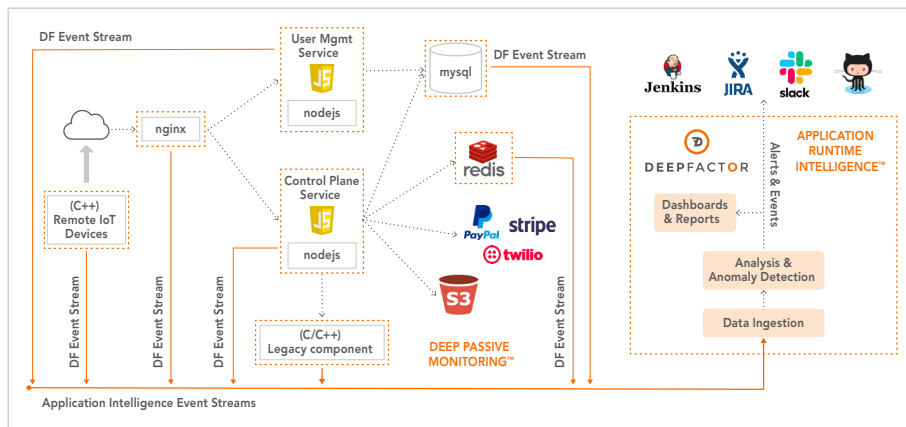 DF Event Stream
User Mgmt
Service
JS
nodejs
mysql
DF Event Stream
Jenkins
JIRA
slack
nginx
(C++)
Remote IoT
Devices
Control Plane
Service
JS
nodejs
redis
PayPal
stripe
twilio
S3
(C/C++)
Legacy component
DEEP PASSIVE
MONITORING™
DF Event Stream
DF Event Stream
DF Event Stream
DF Event Stream
Application Intelligence Event Streams
DEEPFACTOR
APPLICATION
RUNTIME
INTELLIGENCE™
Alerts & Events
Dashboards
& Reports
Analysis &
Anomaly Detection
Data Ingestion